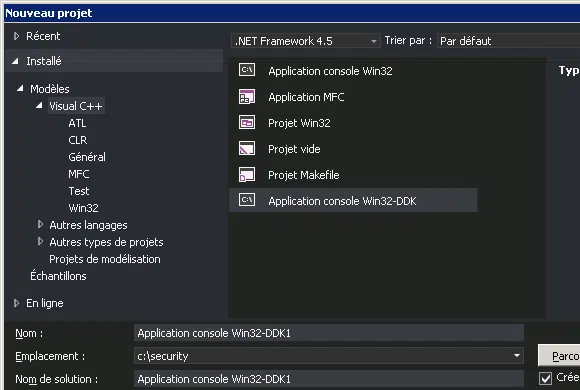 Nouveau projet
Récent
.NET Framework 4.5
Trier par :
Par défaut
Installé
Modèles
Visual C++
ATL
CLR
Général
MFC
Test
Win32
Autres langages
Autres types de projets
Projets de modélisation
Échantillons
En ligne
Application console Win32
Application MFC
Projet Win32
Projet vide
Projet Makefile
Application console Win32-DDK
Typ
Nom :
Application console Win32-DDK1
Emplacement :
c:\security
Parco
Nom de solution :
Application console Win32-DDK1
Crée